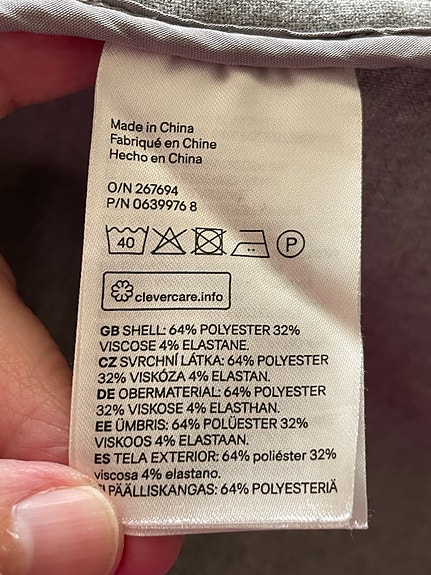 Made in China
Fabriqué en Chine
Hecho en China
O/N 267694
P/N 0639976 8
40 P
clevercare.info
GB SHELL: 64% POLYESTER 32%
VISCOSE 4% ELASTANE.
CZ SVRCHNÍ LÁTKA: 64% POLYESTER
32% VISKÓZA 4% ELASTAN.
DE OBERMATERIAL: 64% POLYESTER
32% VISKOSE 4% ELASTHAN.
EE ÜMBRIS: 64% POLÜESTER 32%
VISKOOS 4% ELASTAAN.
ES TELA EXTERIOR: 64% poliéster 32%
viscosa 4% elastano.
PÄÄLLISKANGAS: 64% POLYESTERIÄ